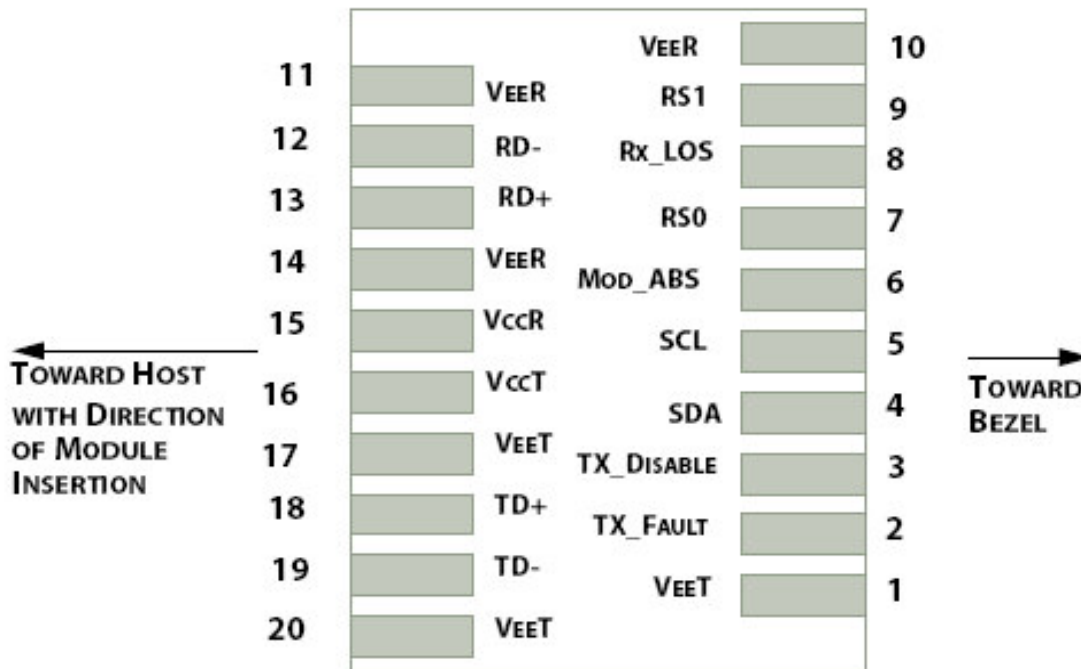 11 VEER
12 RD-
13 RD+
14 VEER
15 VCCR
16 VCCT
17 VEET
18 TD+
19 TD-
20 VEET
VEER 10
RS1 9
RX_LOS 8
RS0 7
MOD_ABS 6
SCL 5
SDA 4
TX_DISABLE 3
TX_FAULT 2
VEET 1
TOWARD HOST
WITH DIRECTION
OF MODULE
INSERTION
TOWARD
BEZEL